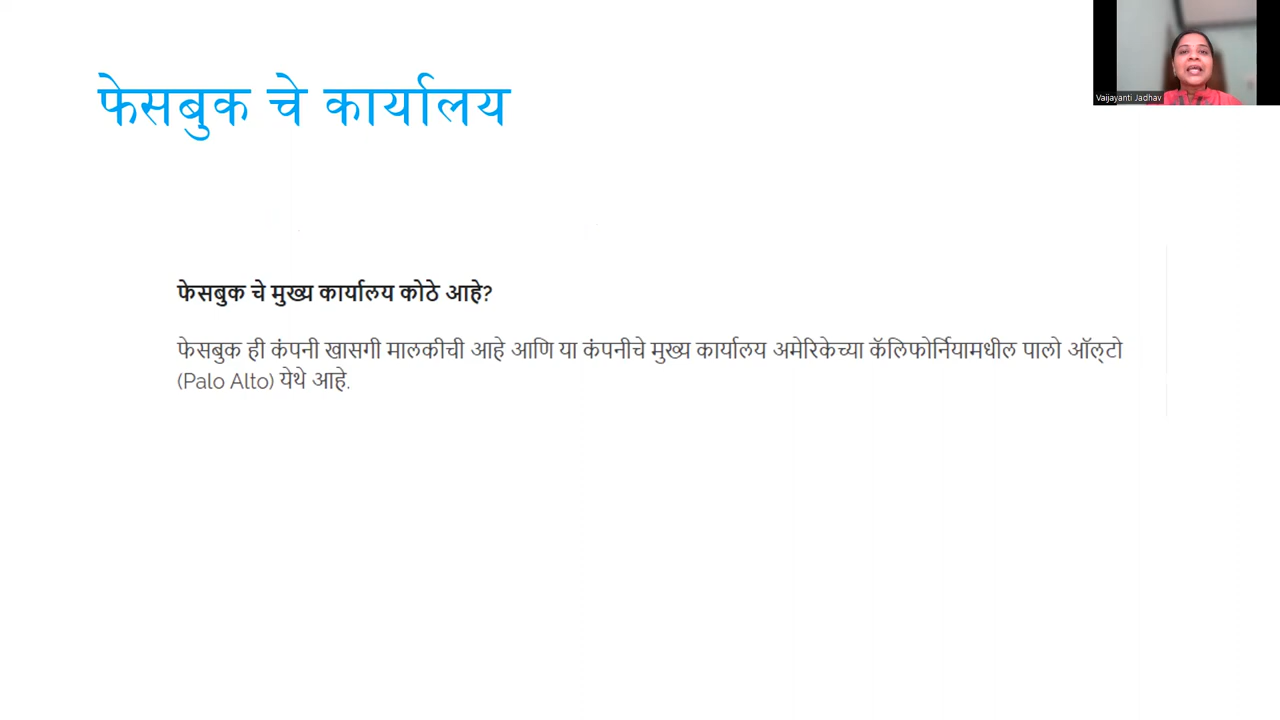 फेसबुक चे कार्यालय
Vaijayanti Jadhav
फेसबुक चे मुख्य कार्यालय कोठे आहे?
फेसबुक ही कंपनी खासगी मालकीची आहे आणि या कंपनीचे मुख्य कार्यालय अमेरिकेच्या कॅलिफोर्नियामधील पालो ऑल्टो
(Palo Alto) येथे आहे.